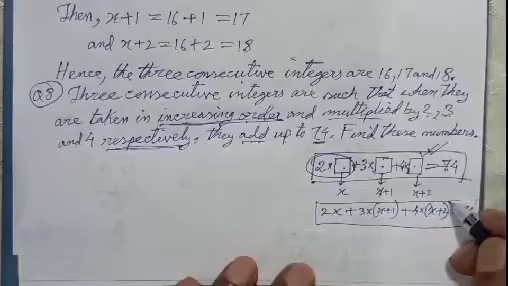 Then, x+1 = 16+1 = 17
and x+2 = 16+2 = 18
Hence, the three consecutive integers are 16, 17 and 18.
Q8) Three consecutive integers are such that when they
are taken in increasing order and multiplied by 2, 3
and 4 respectively, they add up to 74. Find these numbers.
2× . +3× . +4× . =74
x x+1 x+2
2x+3×(x+1)+4×(x+2)